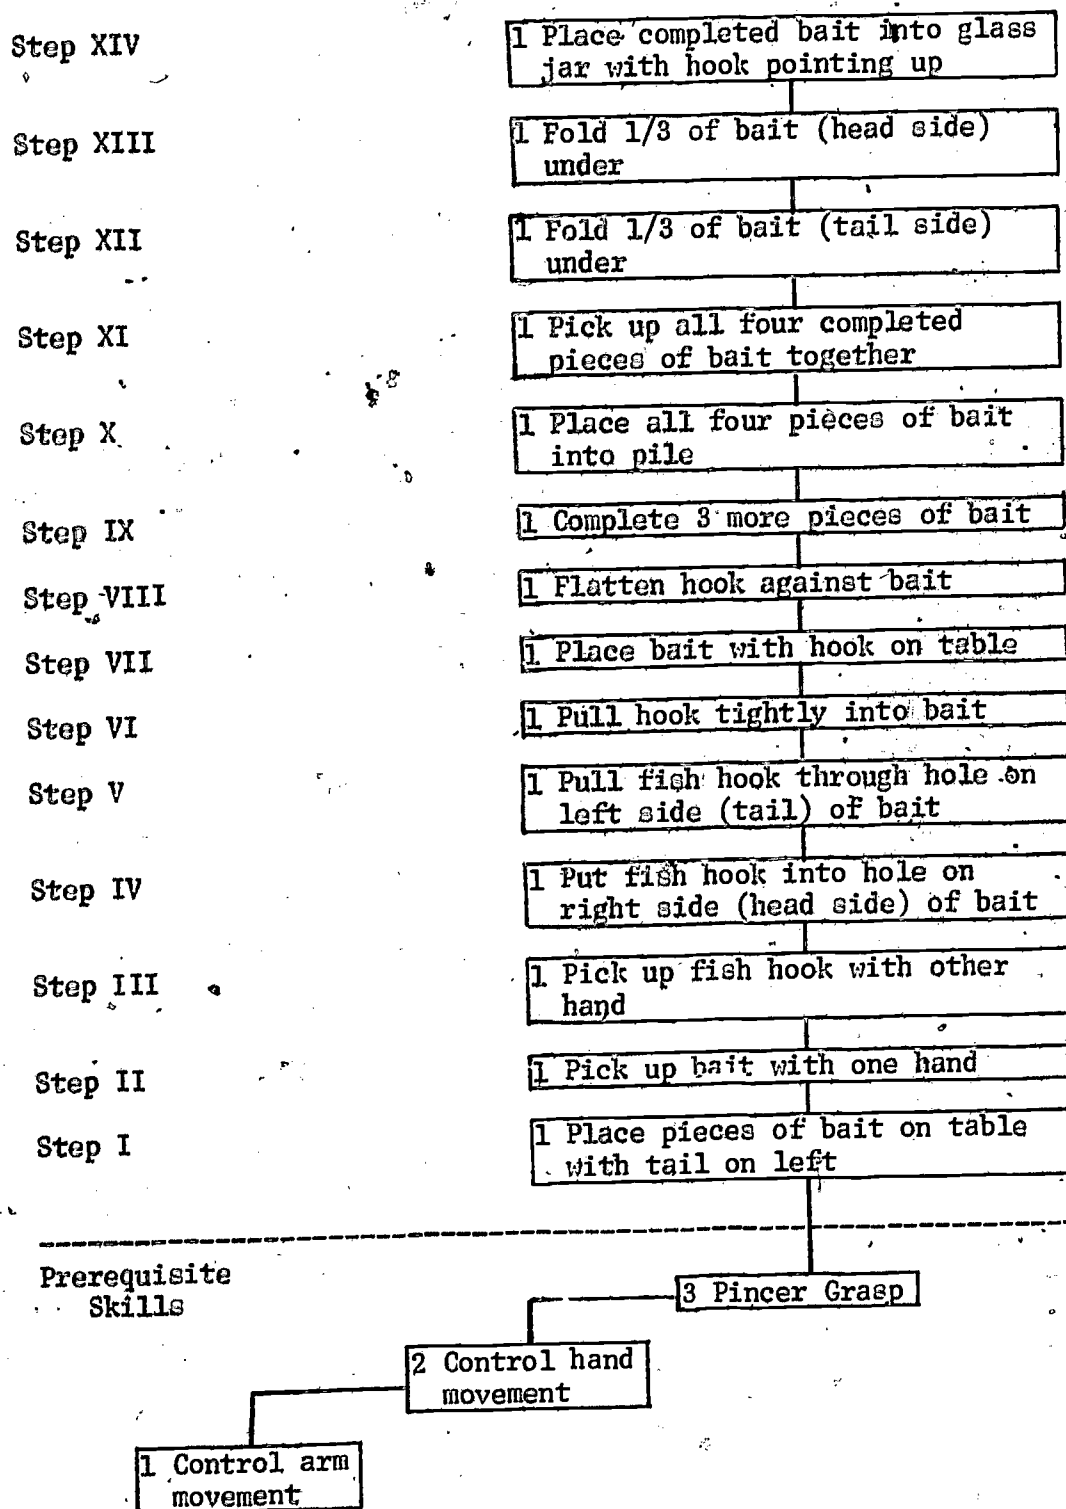 Step XIV
1 Place completed bait into glass
jar with hook pointing up
Step XIII
1 Fold 1/3 of bait (head side)
under
Step XII
1 Fold 1/3 of bait (tail side)
under
Step XI
1 Pick up all four completed
pieces of bait together
Step X
1 Place all four pieces of bait
into pile
Step IX
1 Complete 3 more pieces of bait
Step VIII
1 Flatten hook against bait
Step VII
1 Place bait with hook on table
Step VI
1 Pull hook tightly into bait
Step V
1 Pull fish hook through hole on
left side (tail) of bait
Step IV
1 Put fish hook into hole on
right side (head side) of bait
Step III
1 Pick up fish hook with other
hand
Step II
1 Pick up bait with one hand
Step I
1 Place pieces of bait on table
with tail on left
Prerequisite
Skills
3 Pincer Grasp
2 Control hand
movement
1 Control arm
movement